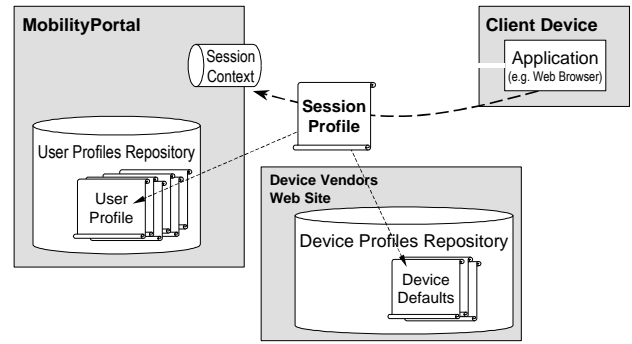 MobilityPortal
Client Device
Session
Context
Application
(e.g. Web Browser)
Session
Profile
User Profiles Repository
User
Profile
Device Vendors
Web Site
Device Profiles Repository
Device
Defaults